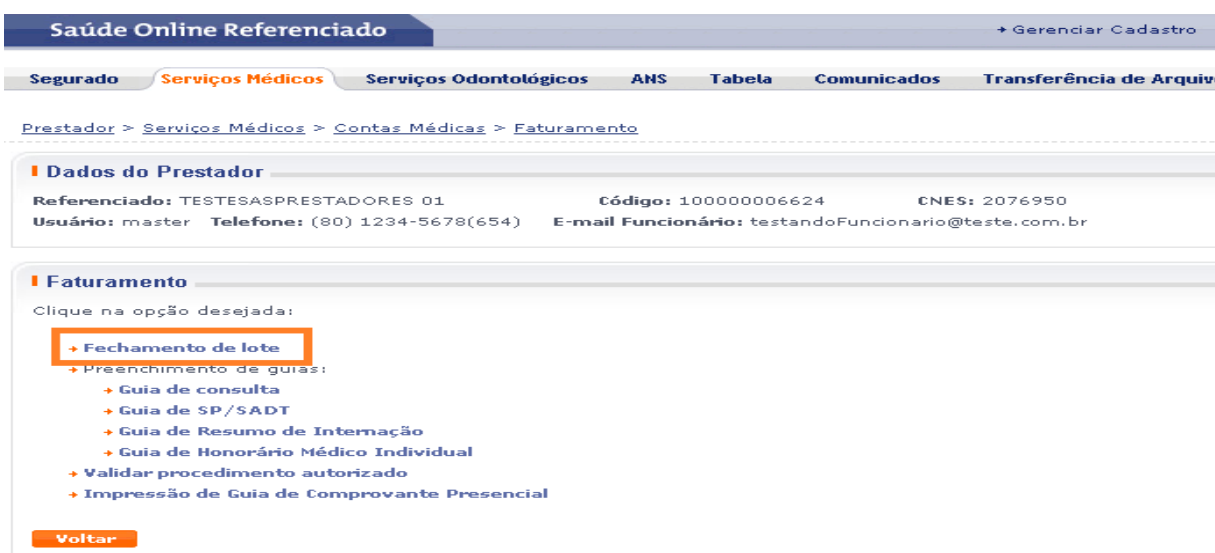 Saúde Online Referenciado
Gerenciar Cadastro
Segurado Serviços Médicos Serviços Odontológicos ANS Tabela Comunicados Transferência de Arquiv
Prestador > Serviços Médicos > Contas Médicas > Faturamento
Dados do Prestador
Referenciado: TESTESASPRESTADORES 01 Código: 100000006624 CNES: 2076950
Usuário: master Telefone: (80) 1234-5678(654) E-mail Funcionário: testandoFuncionario@teste.com.br
Faturamento
Clique na opção desejada:
Fechamento de lote
Preenchimento de guias:
Guia de consulta
Guia de SP/SADT
Guia de Resumo de Internação
Guia de Honorário Médico Individual
Validar procedimento autorizado
Impressão de Guia de Comprovante Presencial
Voltar